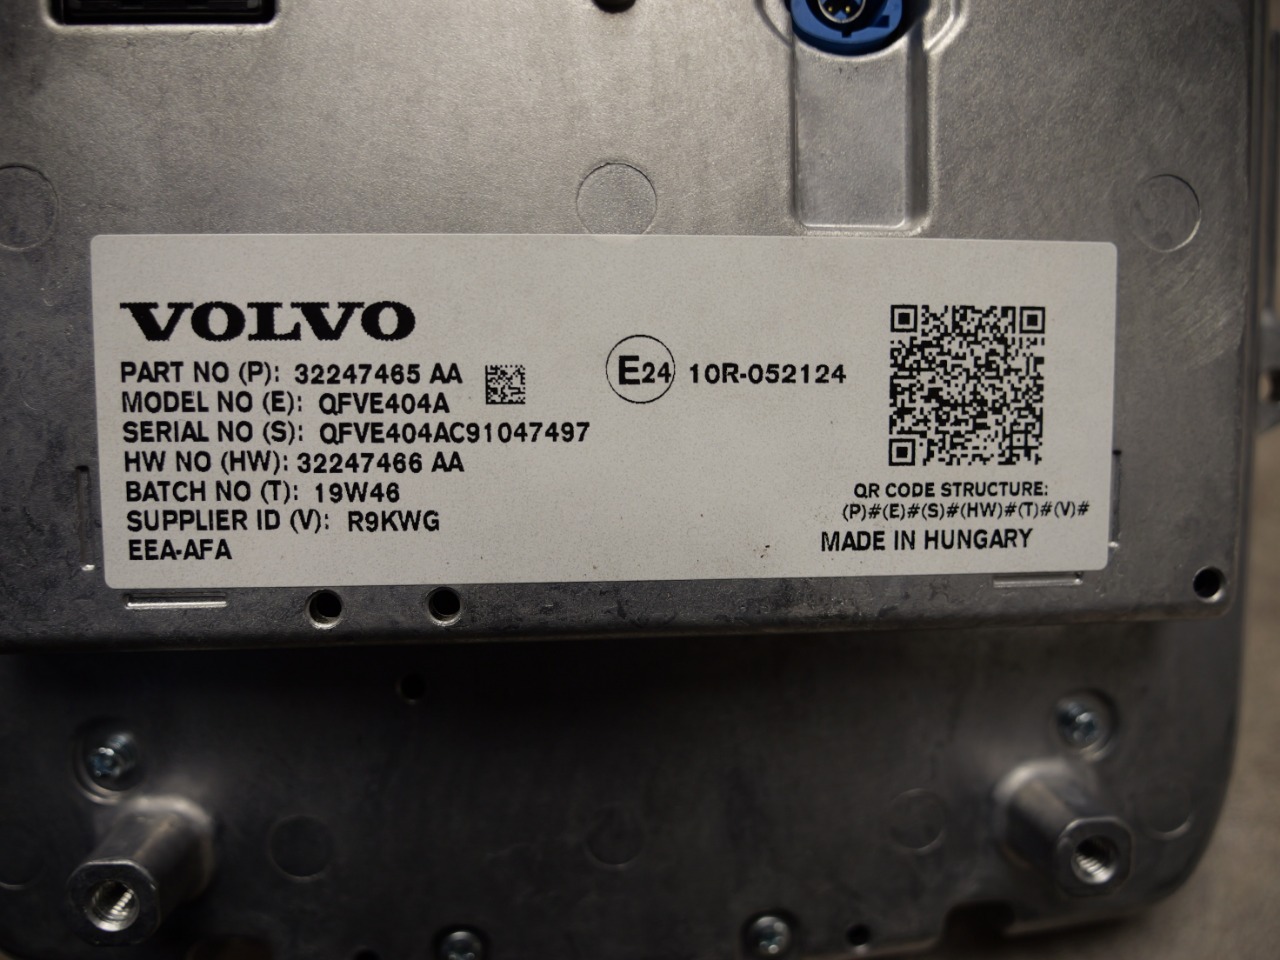 VOLVO
PART NO (P): 32247465 AA
MODEL NO (E): QFVE404A
SERIAL NO (S): QFVE404AC91047497
HW NO (HW): 32247466 AA
BATCH NO (T): 19W46
SUPPLIER ID (V): R9KWG
EEA-AFA
E24 10R-052124
QR CODE STRUCTURE:
(P)#(E)#(S)#(HW)#(T)#(V)#
MADE IN HUNGARY